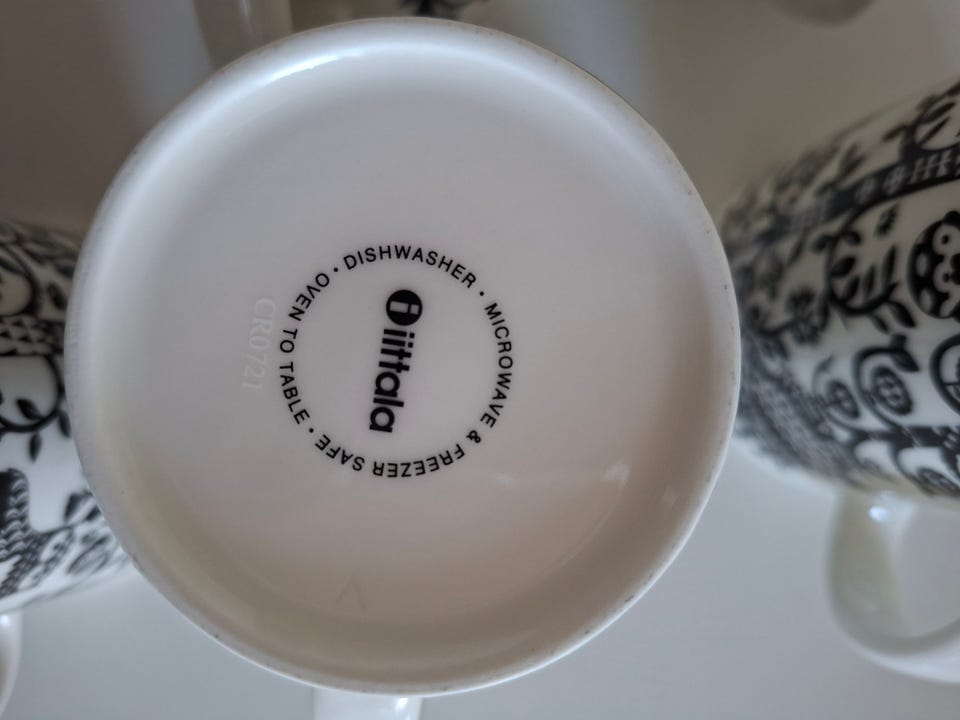 OVEN TO TABLE • DISHWASHER • MICROWAVE & FREEZER SAFE •
i iittala
CR0721